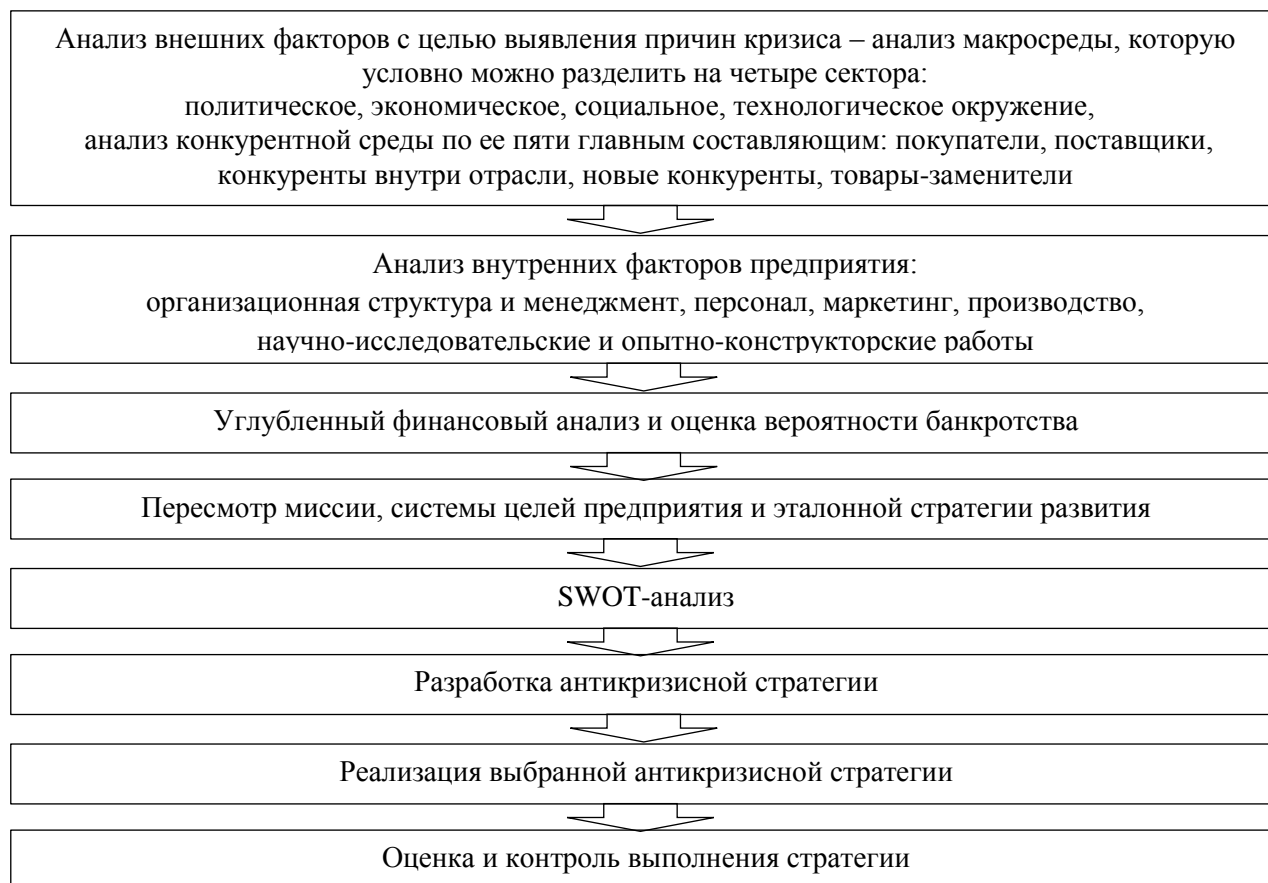 Анализ внешних факторов с целью выявления причин кризиса – анализ макросреды, которую
условно можно разделить на четыре сектора:
политическое, экономическое, социальное, технологическое окружение,
анализ конкурентной среды по ее пяти главным составляющим: покупатели, поставщики,
конкуренты внутри отрасли, новые конкуренты, товары-заменители
Анализ внутренних факторов предприятия:
организационная структура и менеджмент, персонал, маркетинг, производство,
научно-исследовательские и опытно-конструкторские работы
Углубленный финансовый анализ и оценка вероятности банкротства
Пересмотр миссии, системы целей предприятия и эталонной стратегии развития
SWOT-анализ
Разработка антикризисной стратегии
Реализация выбранной антикризисной стратегии
Оценка и контроль выполнения стратегии